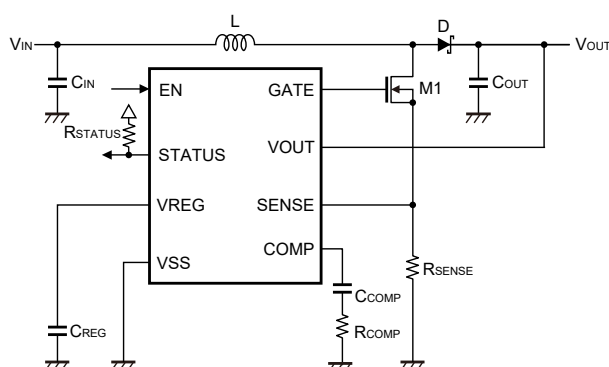 L
D
VIN
VOUT
CIN
EN
GATE
M1
COUT
RSTATUS
STATUS
VOUT
VREG
SENSE
COMP
VSS
RSENSE
CCOMP
CREG
RCOMP